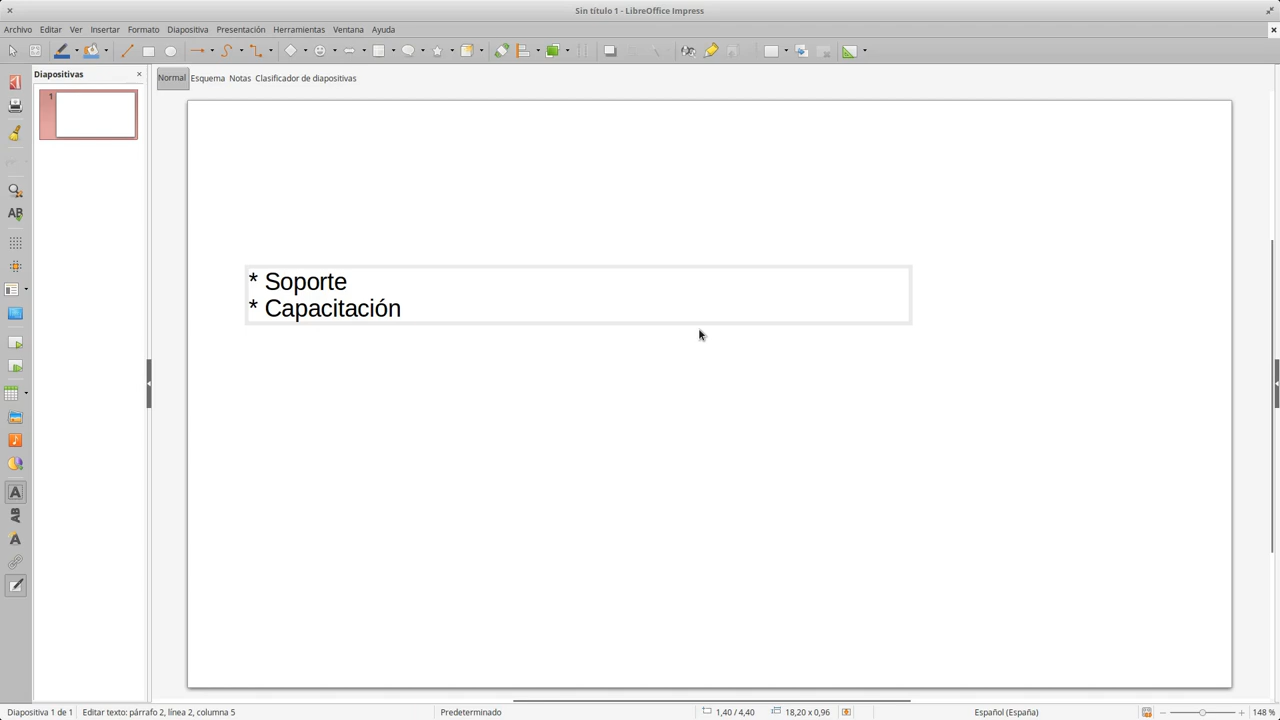 Sin título 1 - LibreOffice Impress
Archivo Editar Ver Insertar Formato Diapositiva Presentación Herramientas Ventana Ayuda
Diapositivas
Normal Esquema Notas Clasificador de diapositivas
1
* Soporte
* Capacitación
Diapositiva 1 de 1 Editar texto: párrafo 2, línea 2, columna 5 Predeterminado 1,40 / 4,40 18,20 x 0,96 Español (España) 148 %